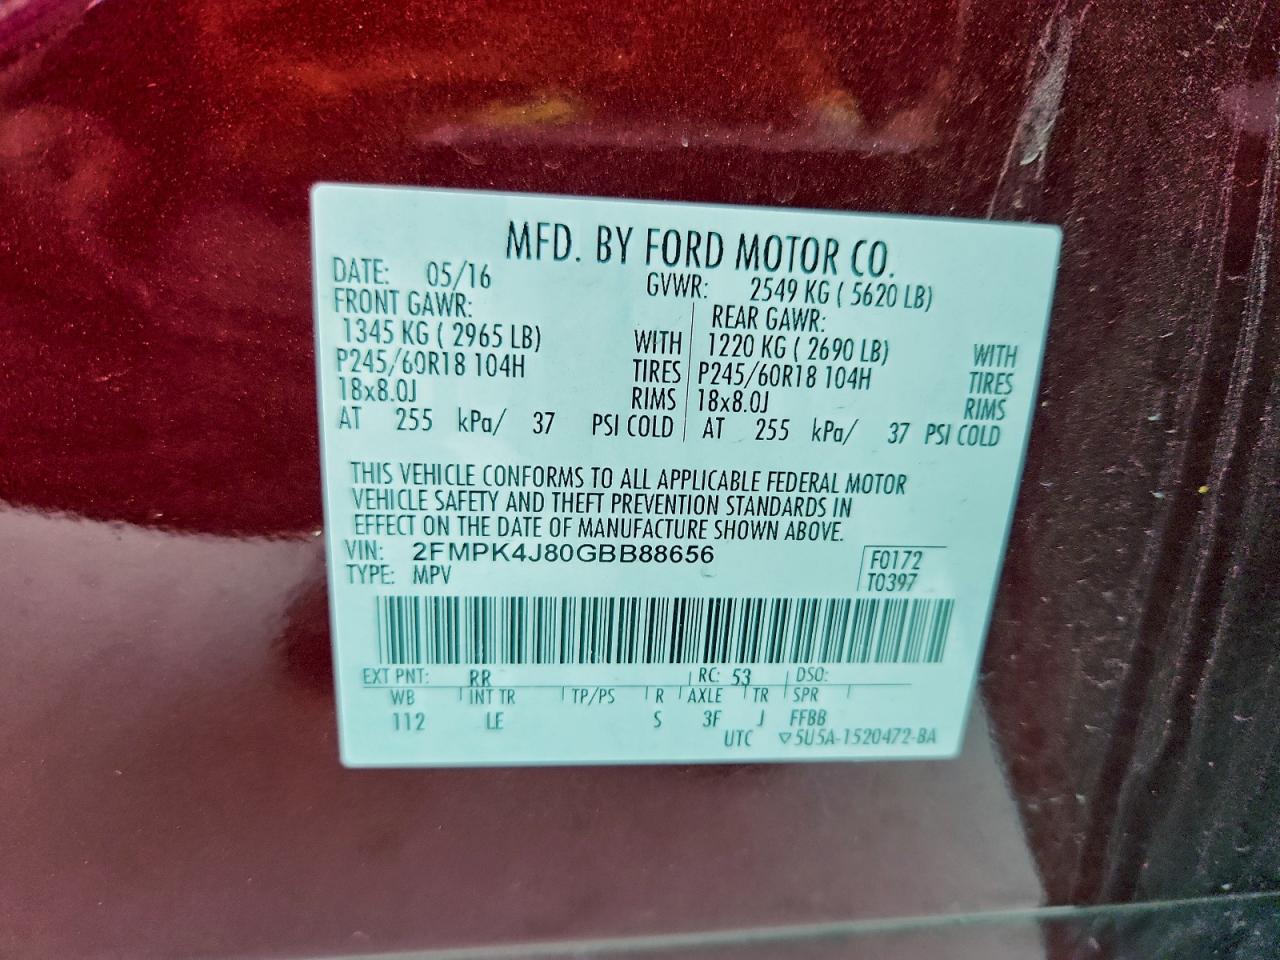 MFD. BY FORD MOTOR CO.
DATE: 05/16 GVWR: 2549 KG ( 5620 LB)
FRONT GAWR: REAR GAWR:
1345 KG ( 2965 LB) WITH 1220 KG ( 2690 LB) WITH
P245/60R18 104H TIRES P245/60R18 104H TIRES
18x8.0J RIMS 18x8.0J RIMS
AT 255 kPa/ 37 PSI COLD AT 255 kPa/ 37 PSI COLD
THIS VEHICLE CONFORMS TO ALL APPLICABLE FEDERAL MOTOR
VEHICLE SAFETY AND THEFT PREVENTION STANDARDS IN
EFFECT ON THE DATE OF MANUFACTURE SHOWN ABOVE.
VIN: 2FMPK4J80GBB88656 F0172
TYPE: MPV T0397
EXT PNT: RR RC: 53 DSO:
WB INT TR TP/PS R AXLE TR SPR
112 LE S 3F J FFBB
UTC ▽5U5A-1520472-BA